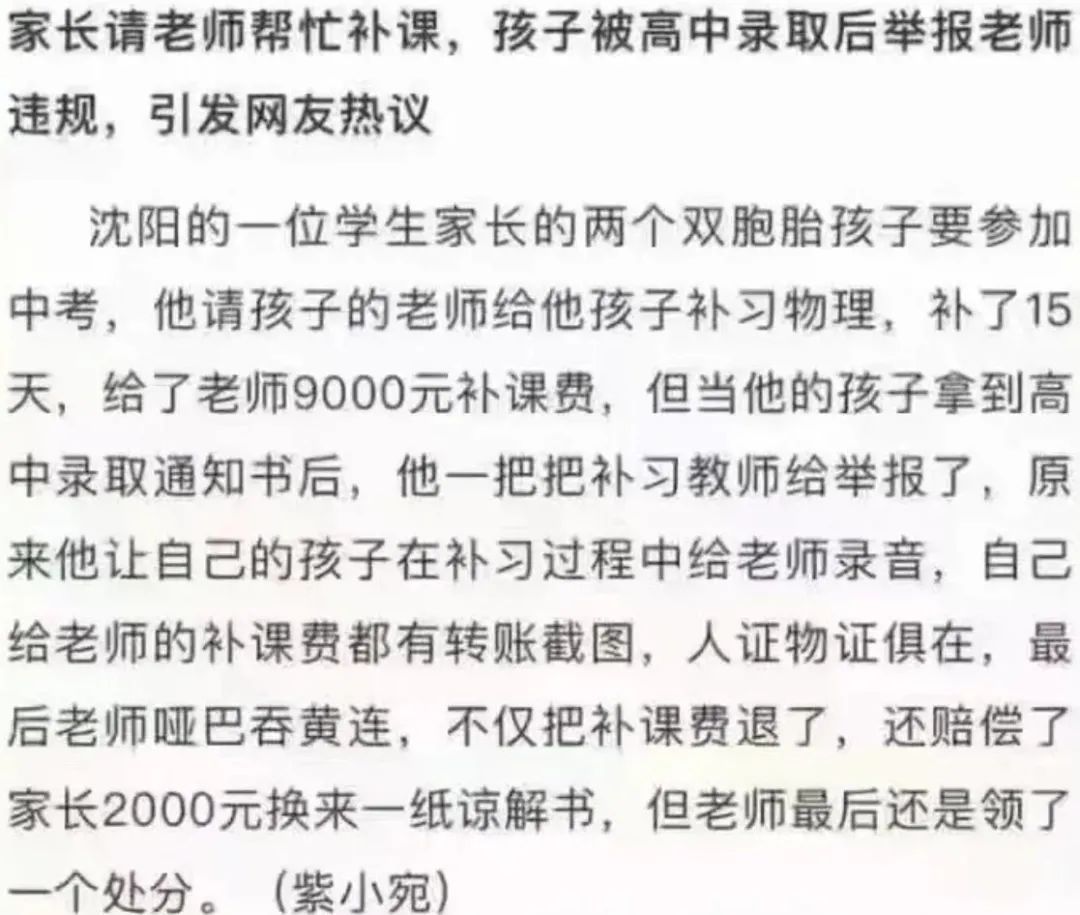 家长请老师帮忙补课，孩子被高中录取后举报老师
违规，引发网友热议
沈阳的一位学生家长的两个双胞胎孩子要参加
中考，他请孩子的老师给他孩子补习物理，补了15
天，给了老师9000元补课费，但当他的孩子拿到高
中录取通知书后，他一把把补习教师给举报了，原
来他让自己的孩子在补习过程中给老师录音，自己
给老师的补课费都有转账截图，人证物证俱在，最
后老师哑巴吞黄连，不仅把补课费退了，还赔偿了
家长2000元换来一纸谅解书，但老师最后还是领了
一个处分。（紫小宛）